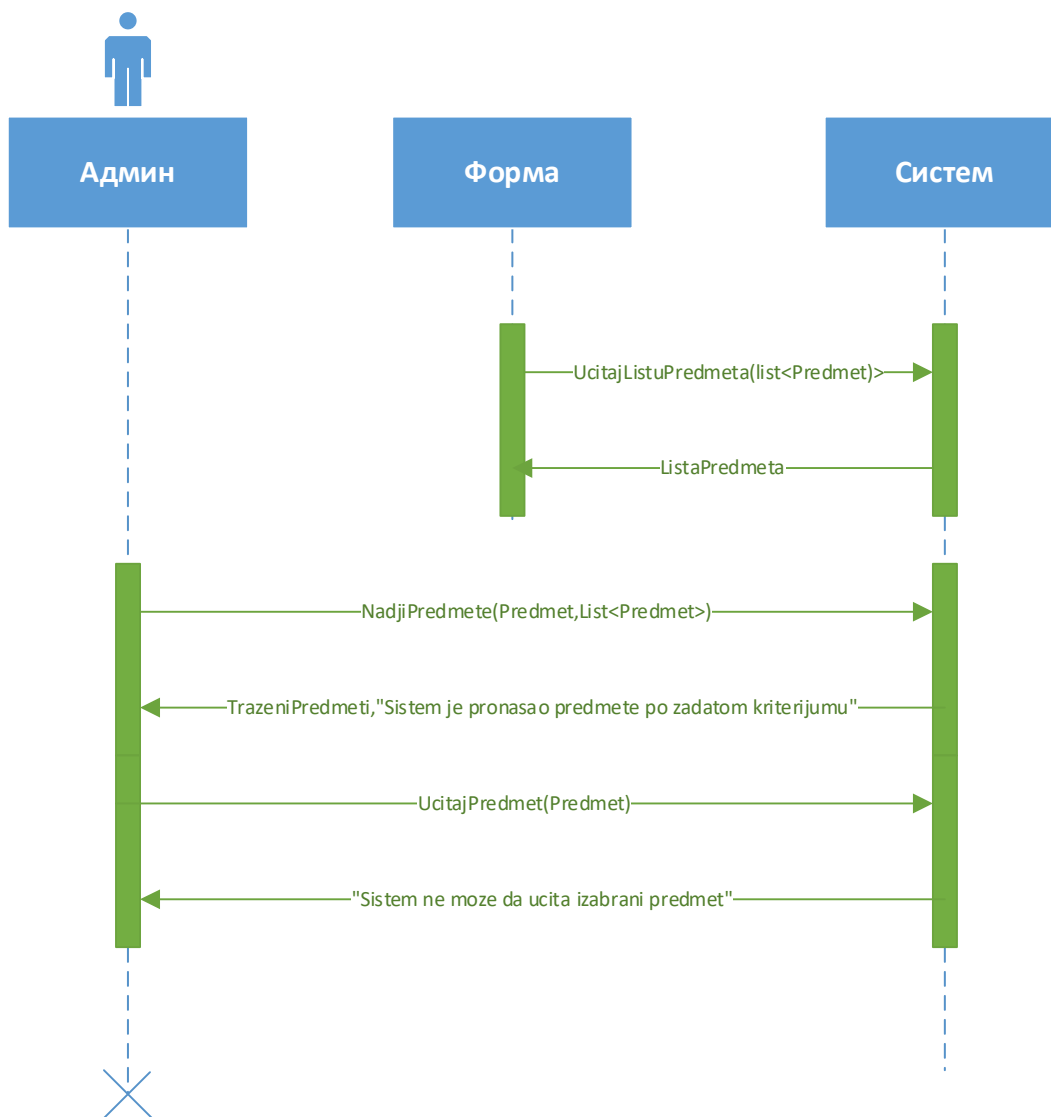 Админ
Форма
Систем
UcitajListuPredmeta(list<Predmet)>
ListaPredmeta
NadjiPredmete(Predmet,List<Predmet>)
TrazeniPredmeti,"Sistem je pronasao predmete po zadatom kriterijumu"
UcitajPredmet(Predmet)
"Sistem ne moze da ucita izabrani predmet"